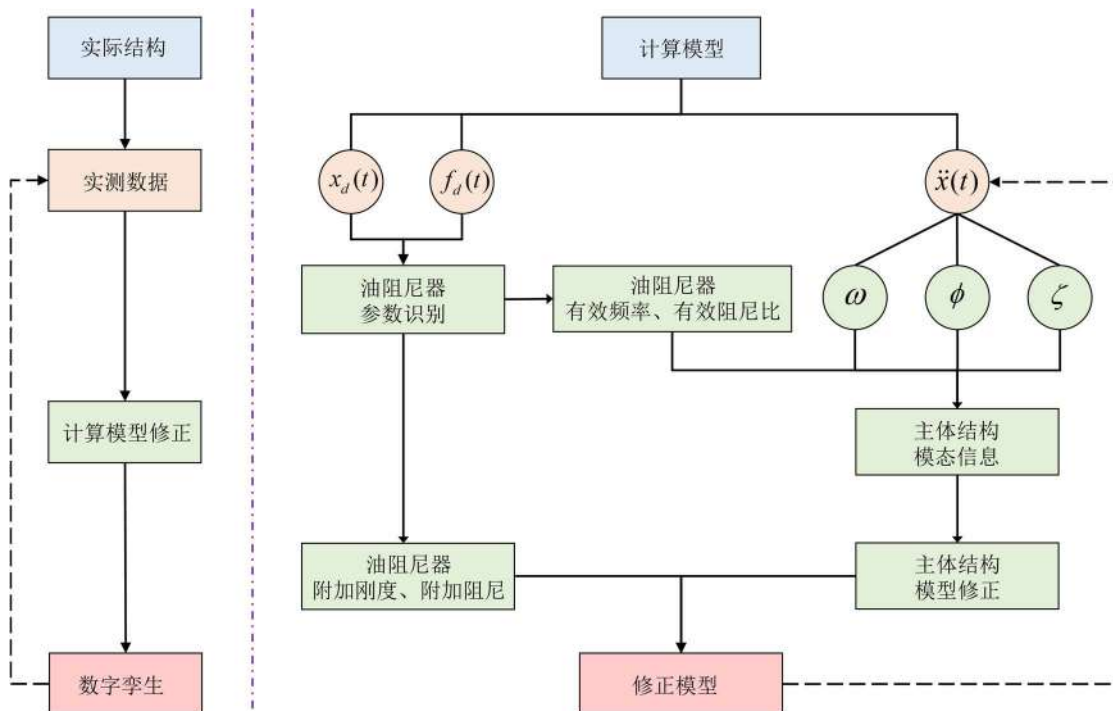 实际结构
实测数据
计算模型修正
数字孪生
计算模型
x_d(t)
f_d(t)
ẍ(t)
油阻尼器
参数识别
油阻尼器
有效频率、有效阻尼比
ω
ϕ
ζ
主体结构
模态信息
油阻尼器
附加刚度、附加阻尼
主体结构
模型修正
修正模型